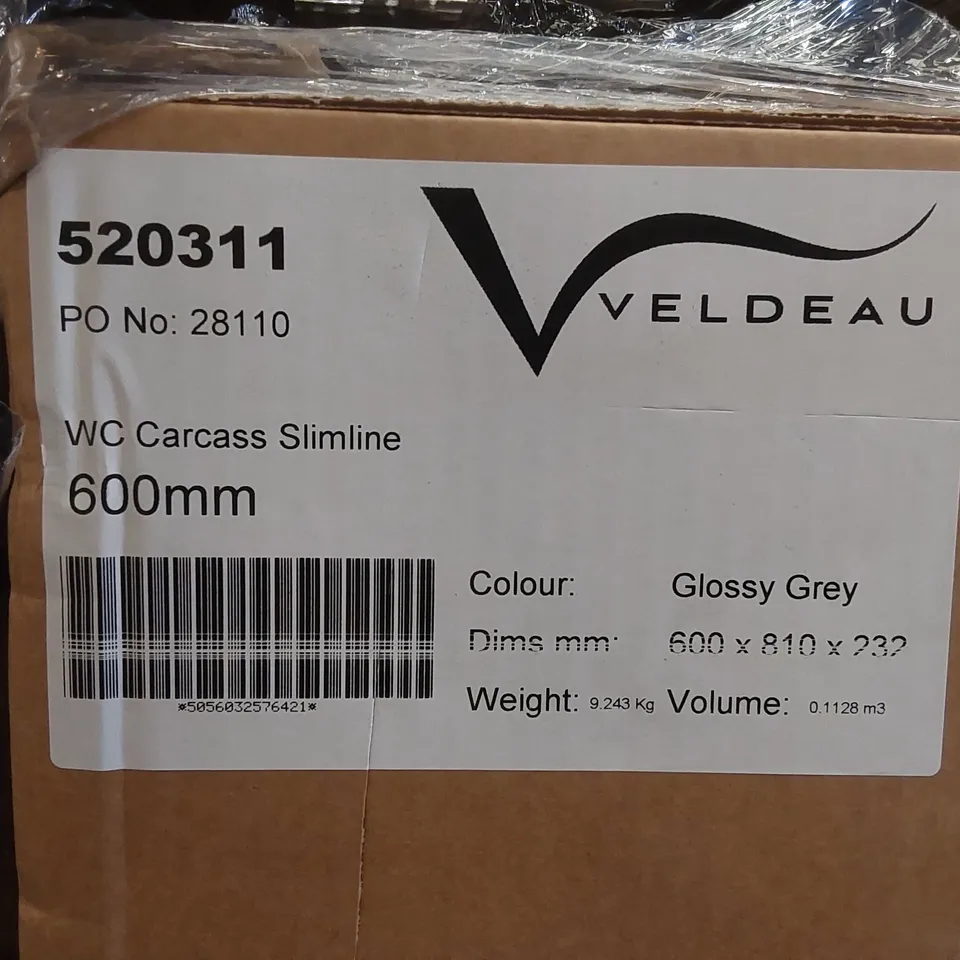 520311
PO No: 28110
VELDEAU
WC Carcass Slimline
600mm
*5056032576421*
Colour: Glossy Grey
Dims mm: 600 x 810 x 232
Weight: 9.243 Kg Volume: 0.1128 m3